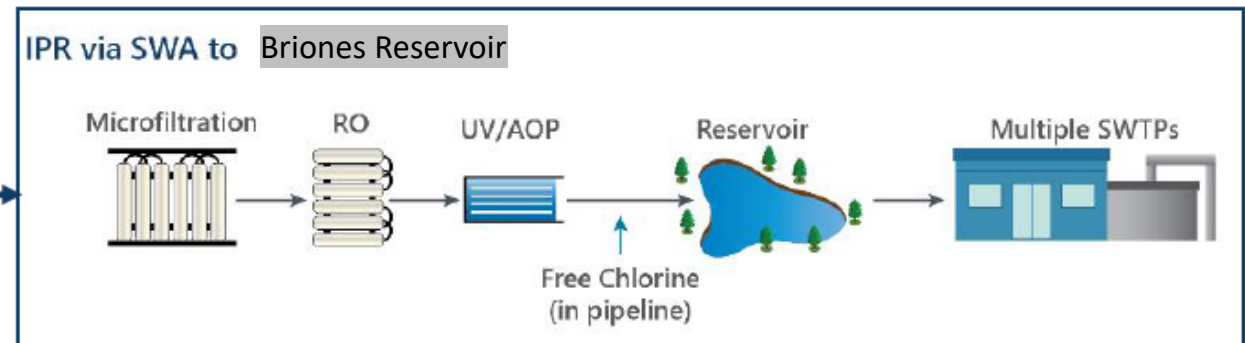 IPR via SWA to Briones Reservoir
Microfiltration RO UV/AOP Reservoir Multiple SWTPs
Free Chlorine
(in pipeline)